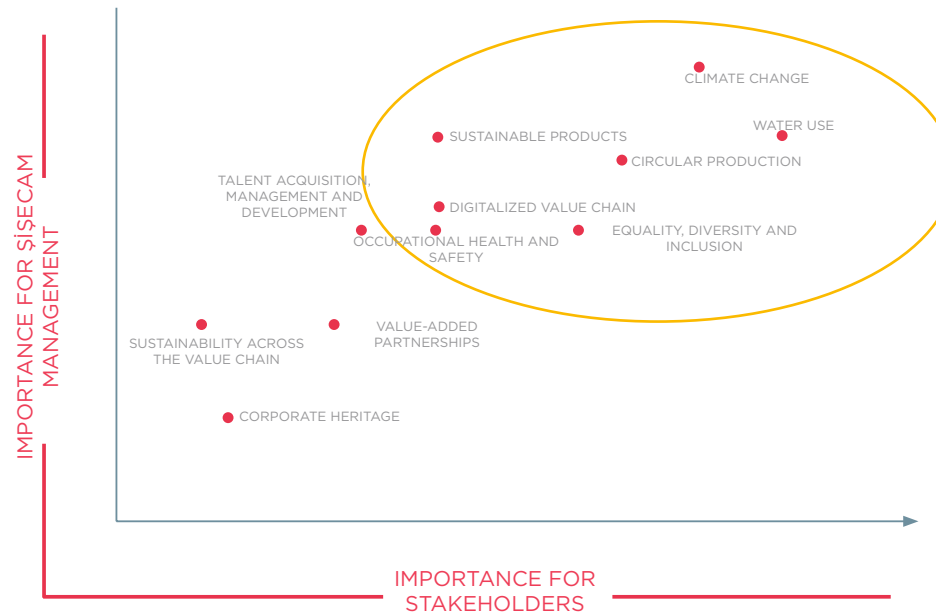 CLIMATE CHANGE
WATER USE
SUSTAINABLE PRODUCTS
CIRCULAR PRODUCTION
TALENT ACQUISITION,
MANAGEMENT AND
DEVELOPMENT
DIGITALIZED VALUE CHAIN
EQUALITY, DIVERSITY AND
INCLUSION
OCCUPATIONAL HEALTH AND
SAFETY
VALUE-ADDED
PARTNERSHIPS
SUSTAINABILITY ACROSS
THE VALUE CHAIN
CORPORATE HERITAGE
IMPORTANCE FOR ŞİŞECAM
MANAGEMENT
IMPORTANCE FOR
STAKEHOLDERS